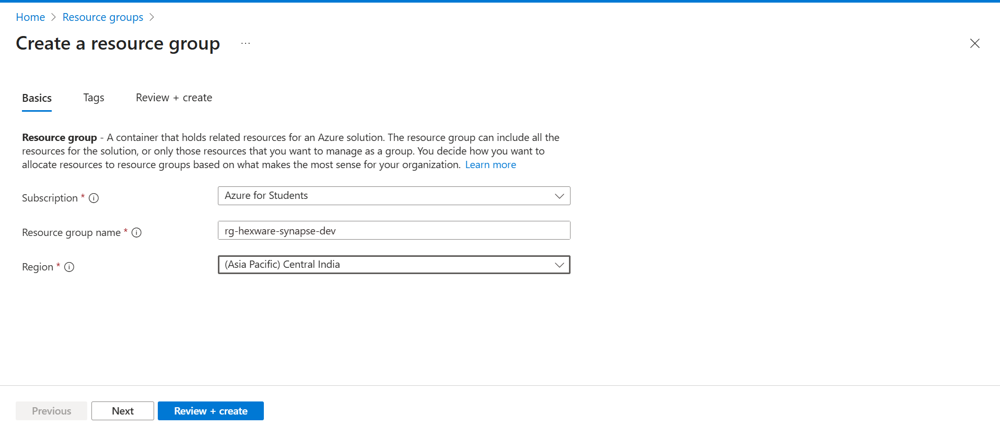 Home > Resource groups >
Create a resource group ...
Basics Tags Review + create
Resource group - A container that holds related resources for an Azure solution. The resource group can include all the
resources for the solution, or only those resources that you want to manage as a group. You decide how you want to
allocate resources to resource groups based on what makes the most sense for your organization. Learn more
Subscription * Azure for Students
Resource group name * rg-hexware-synapse-dev
Region * (Asia Pacific) Central India
Previous Next Review + create